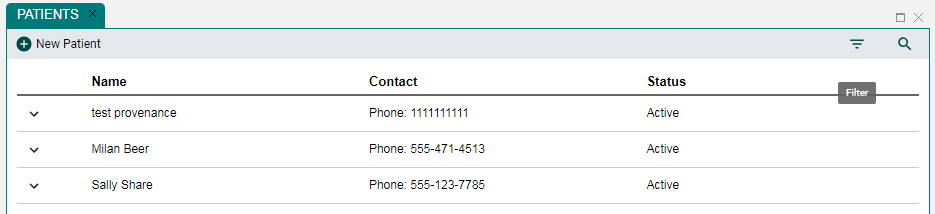 PATIENTS
New Patient
Name Contact Status
Filter
test provenance Phone: 1111111111 Active
Milan Beer Phone: 555-471-4513 Active
Sally Share Phone: 555-123-7785 Active